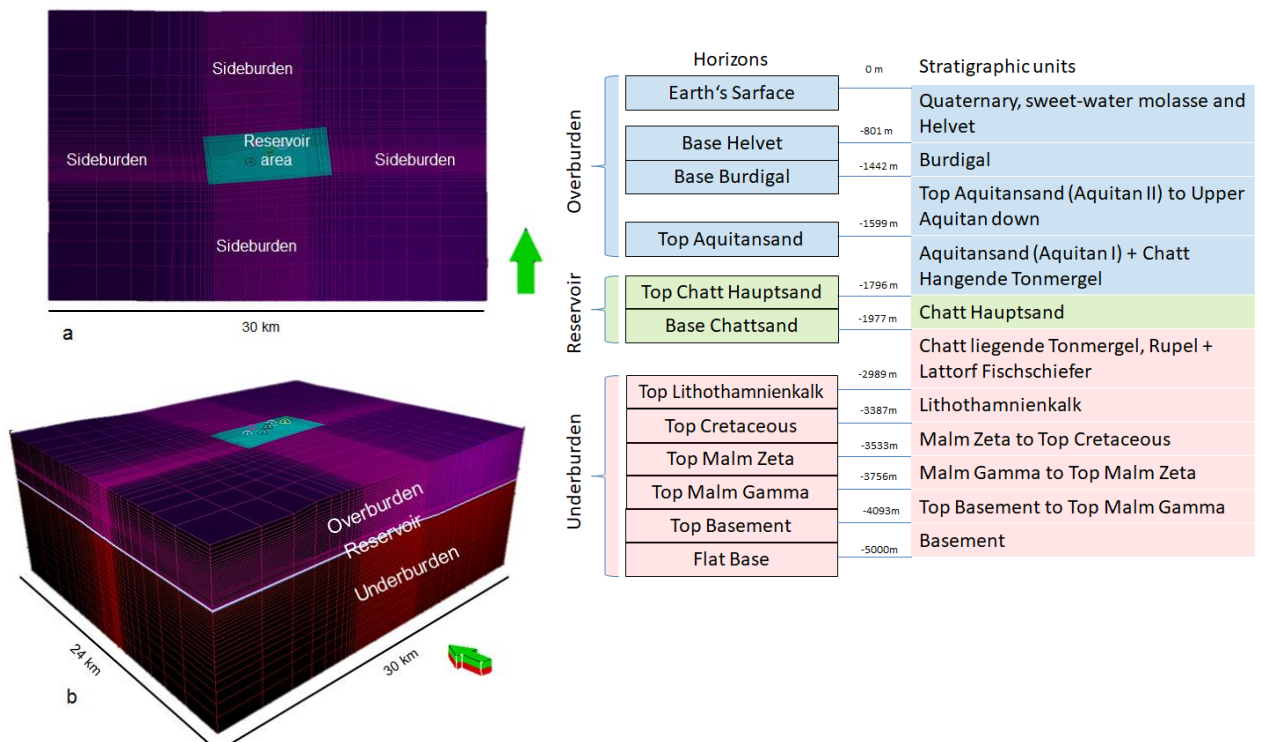 Sideburden
Sideburden
Reservoir
area
Sideburden
Sideburden
30 km
a
Overburden
Reservoir
Underburden
24 km
30 km
b
Horizons
0 m
Stratigraphic units
Overburden
Earth‘s Sarface
Quaternary, sweet-water molasse and
Helvet
-801 m
Base Helvet
Burdigal
-1442 m
Base Burdigal
Top Aquitansand (Aquitan II) to Upper
Aquitan down
-1599 m
Top Aquitansand
Aquitansand (Aquitan I) + Chatt
Hangende Tonmergel
Reservoir
Top Chatt Hauptsand
-1796 m
Chatt Hauptsand
Base Chattsand
-1977 m
Chatt liegende Tonmergel, Rupel +
Lattorf Fischschiefer
Underburden
-2989 m
Top Lithothamnienkalk
Lithothamnienkalk
-3387m
Top Cretaceous
Malm Zeta to Top Cretaceous
-3533m
Top Malm Zeta
Malm Gamma to Top Malm Zeta
-3756m
Top Malm Gamma
Top Basement to Top Malm Gamma
-4093m
Top Basement
Basement
-5000m
Flat Base